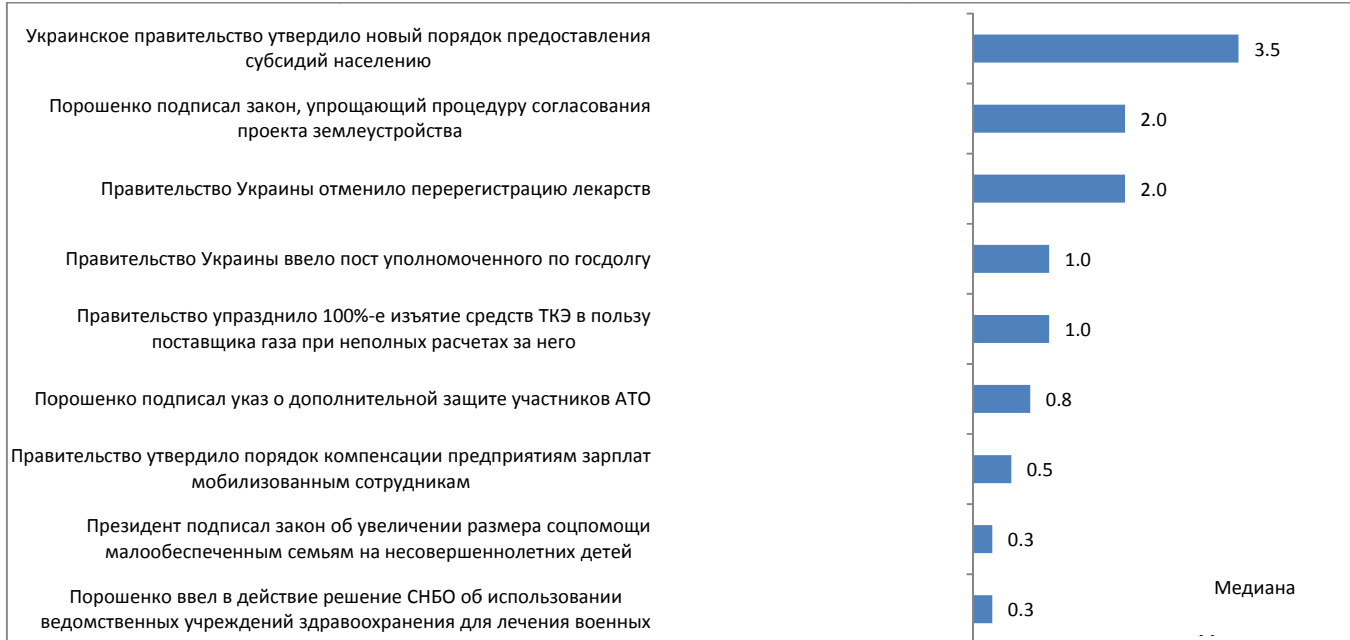 Украинское правительство утвердило новый порядок предоставления
субсидий населению
3.5
Порошенко подписал закон, упрощающий процедуру согласования
проекта землеустройства
2.0
Правительство Украины отменило перерегистрацию лекарств
2.0
Правительство Украины ввело пост уполномоченного по госдолгу
1.0
Правительство упразднило 100%-е изъятие средств ТКЭ в пользу
поставщика газа при неполных расчетах за него
1.0
Порошенко подписал указ о дополнительной защите участников АТО
0.8
Правительство утвердило порядок компенсации предприятиям зарплат
мобилизованным сотрудникам
0.5
Президент подписал закон об увеличении размера соцпомощи
малообеспеченным семьям на несовершеннолетних детей
0.3
Порошенко ввел в действие решение СНБО об использовании
ведомственных учреждений здравоохранения для лечения военных
0.3
Медиана